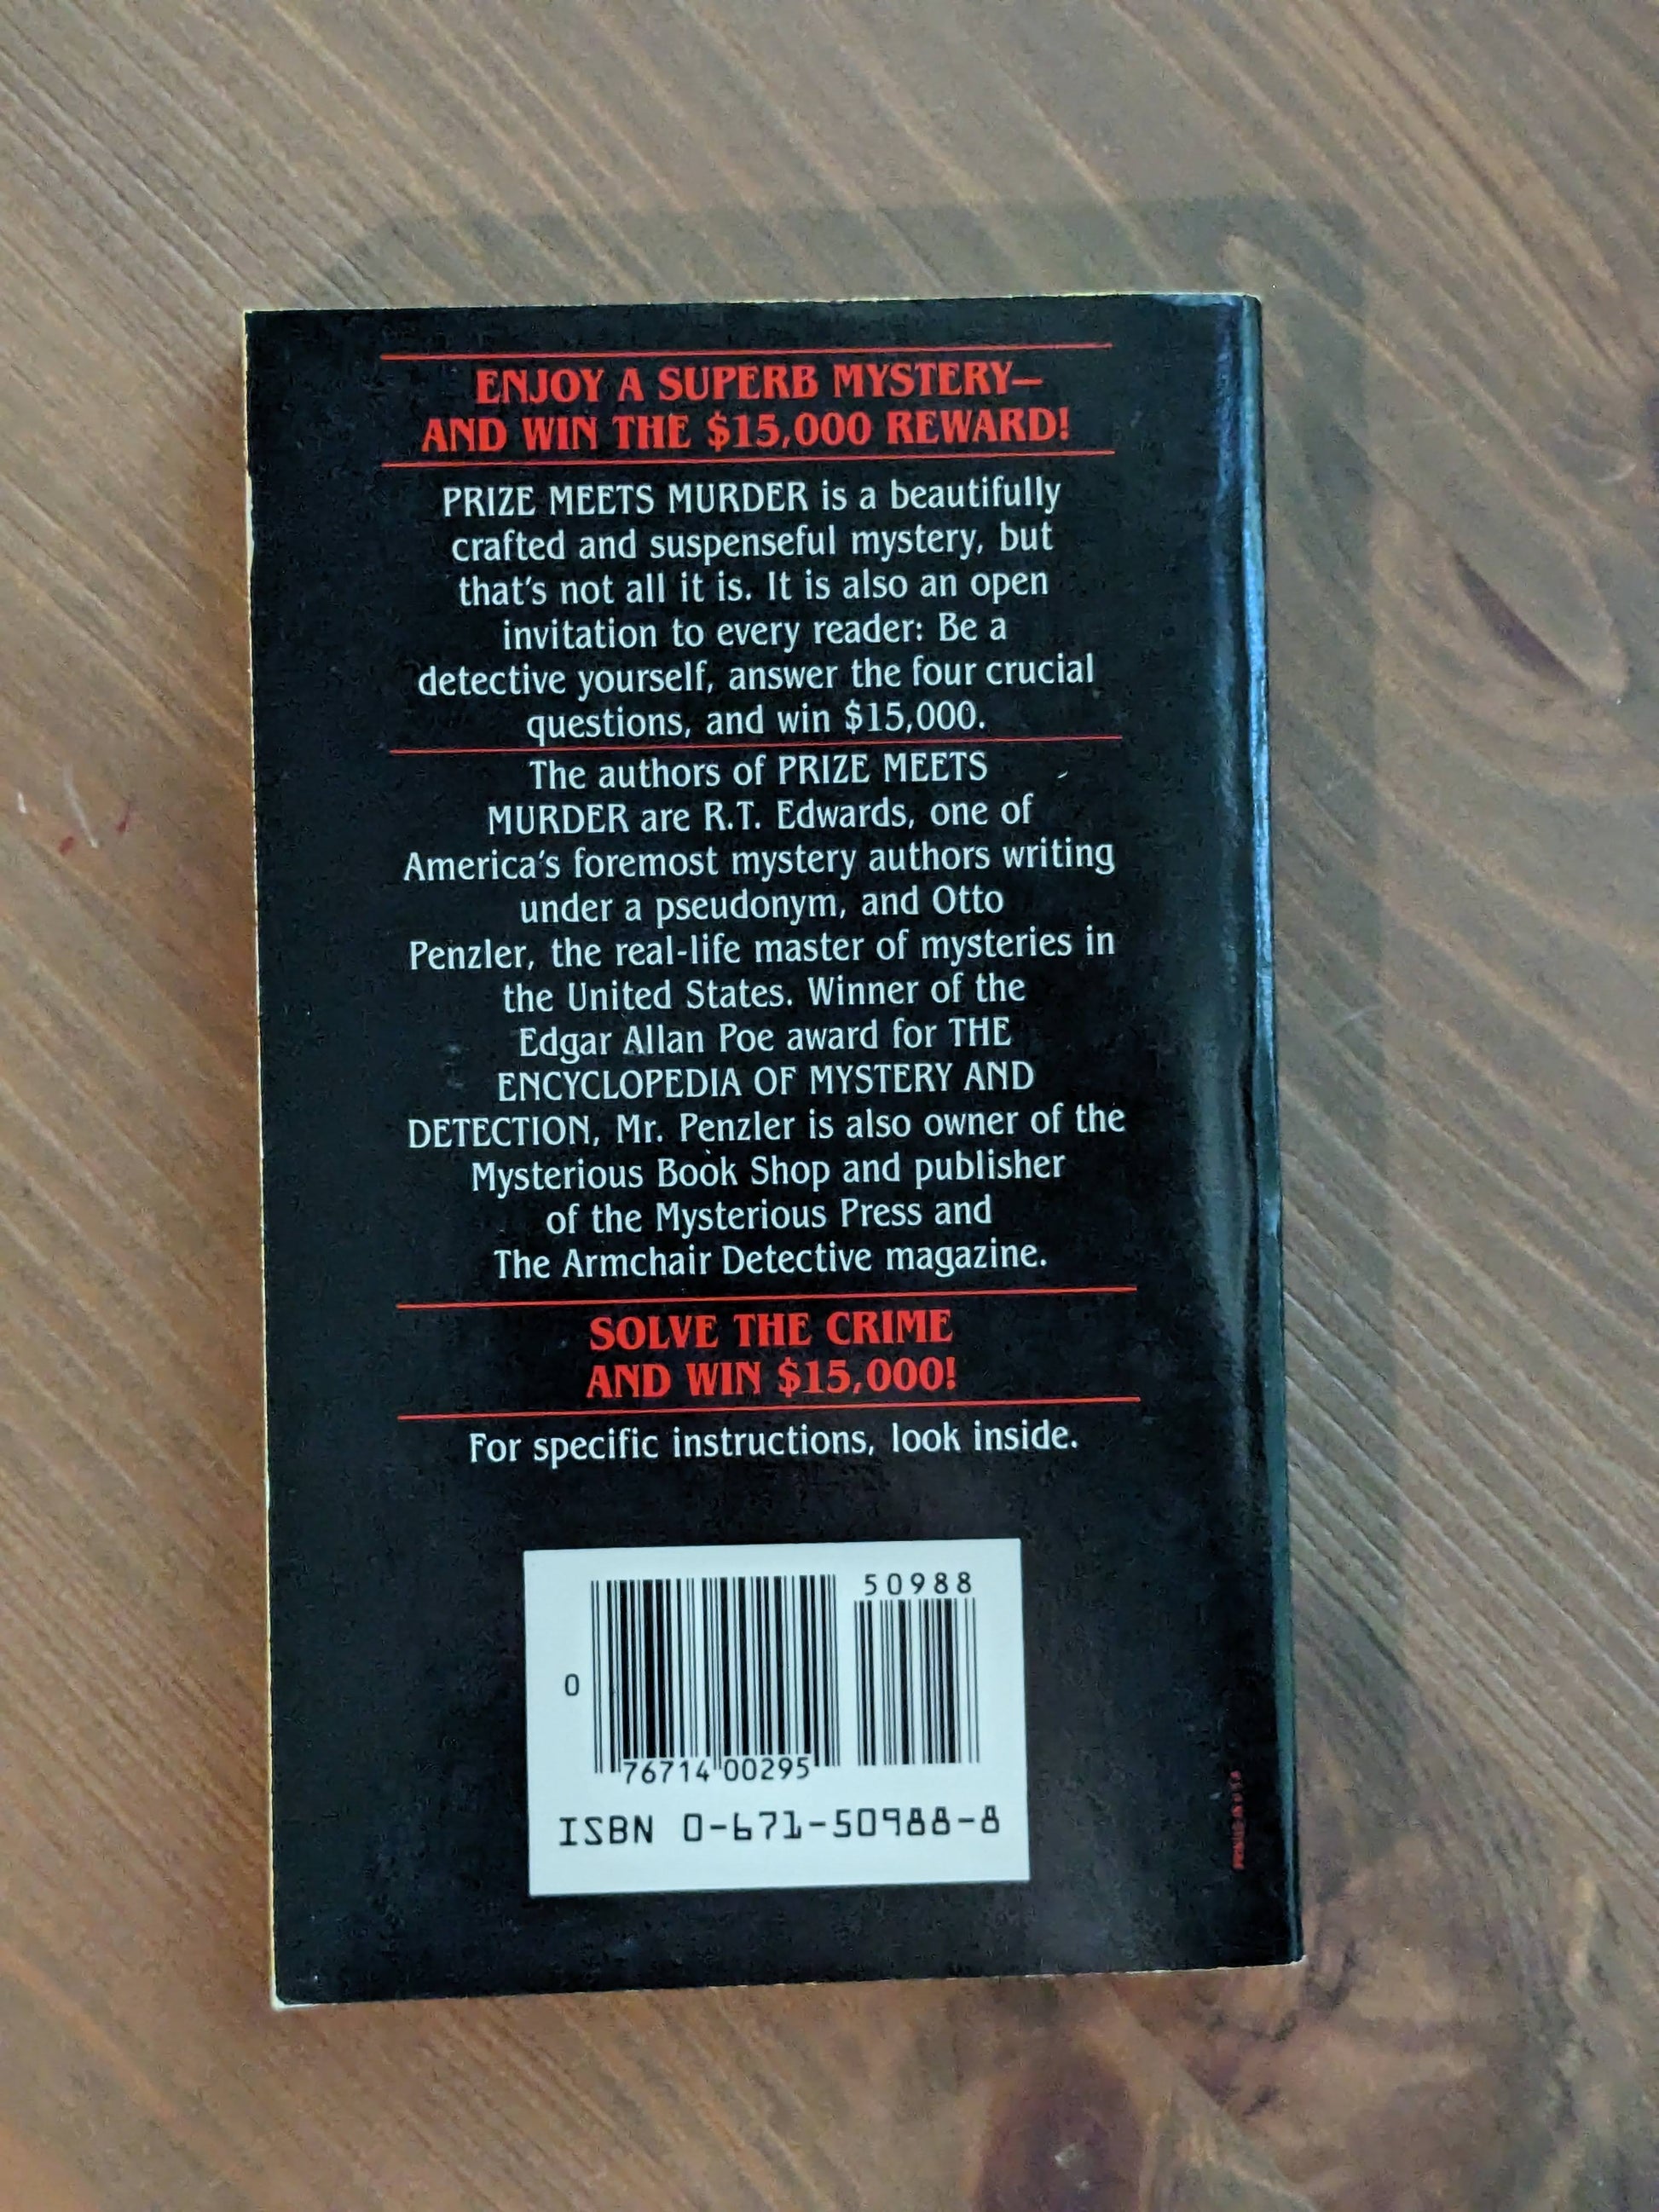 ENJOY A SUPERB MYSTERY—
AND WIN THE $15,000 REWARD!
PRIZE MEETS MURDER is a beautifully
crafted and suspenseful mystery, but
that's not all it is. It is also an open
invitation to every reader: Be a
detective yourself, answer the four crucial
questions, and win $15,000.
The authors of PRIZE MEETS
MURDER are R.T. Edwards, one of
America's foremost mystery authors writing
under a pseudonym, and Otto
Penzler, the real-life master of mysteries in
the United States. Winner of the
Edgar Allan Poe award for THE
ENCYCLOPEDIA OF MYSTERY AND
DETECTION, Mr. Penzler is also owner of the
Mysterious Book Shop and publisher
of the Mysterious Press and
The Armchair Detective magazine.
SOLVE THE CRIME
AND WIN $15,000!
For specific instructions, look inside.
50988
0
76714 00295
ISBN 0-671-50988-8
PRINTED IN U.S.A.